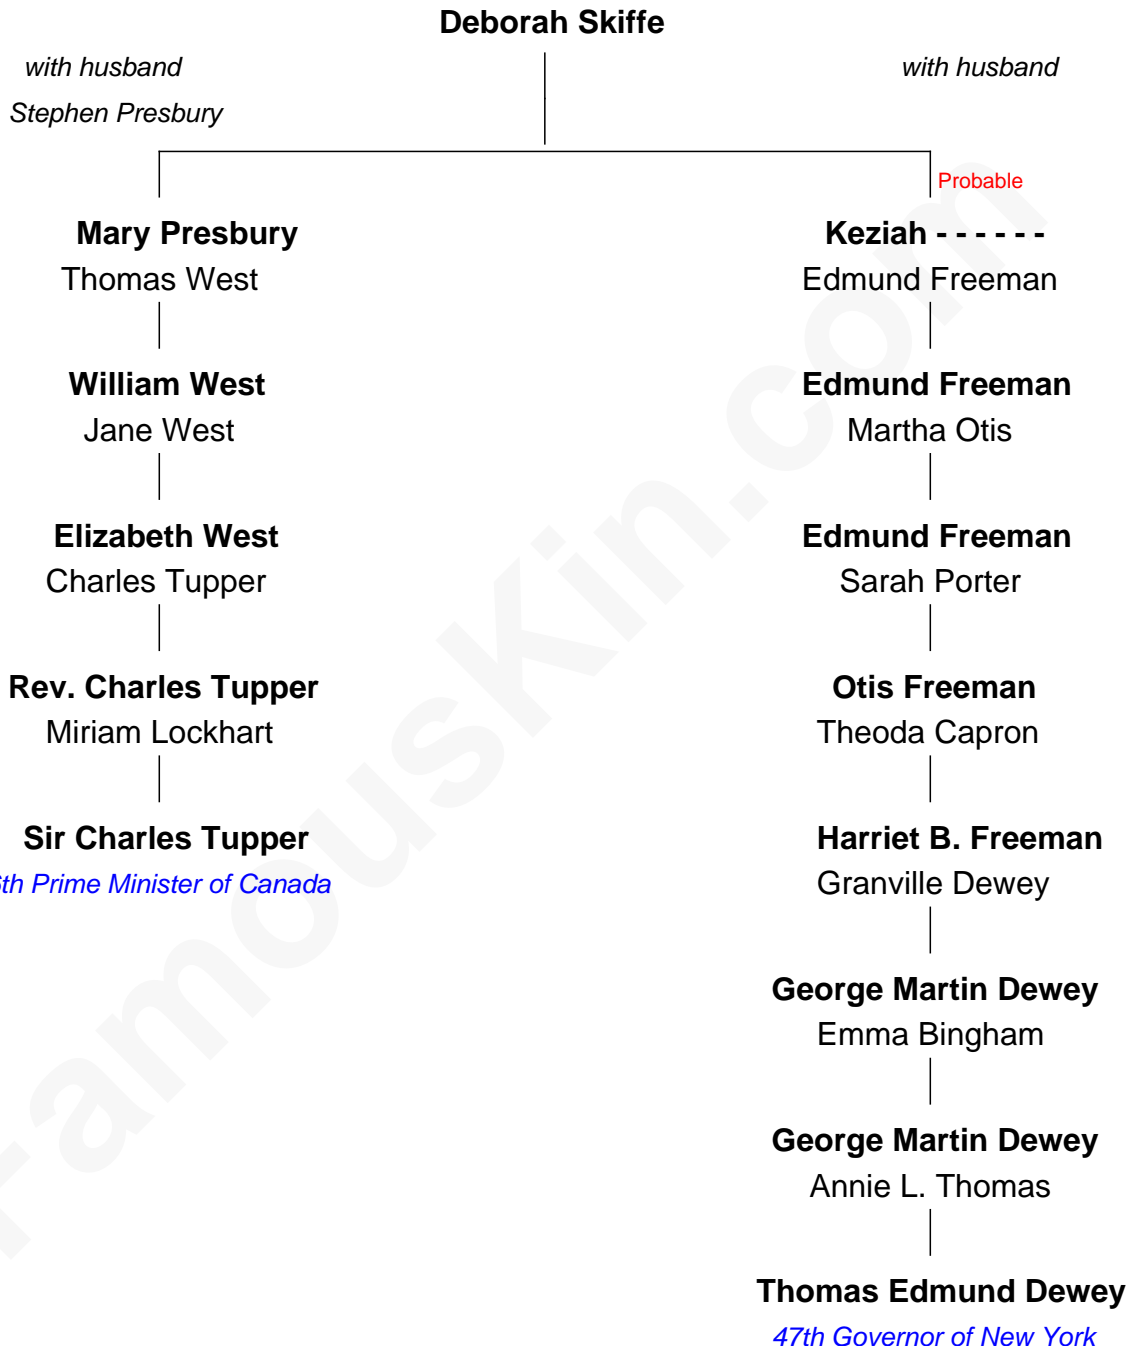 Deborah Skiffe
with husband
Stephen Presbury
with husband
Probable
Mary Presbury
Thomas West
Keziah - - - - - -
Edmund Freeman
William West
Jane West
Edmund Freeman
Martha Otis
Elizabeth West
Charles Tupper
Edmund Freeman
Sarah Porter
Rev. Charles Tupper
Miriam Lockhart
Otis Freeman
Theoda Capron
Sir Charles Tupper
6th Prime Minister of Canada
Harriet B. Freeman
Granville Dewey
George Martin Dewey
Emma Bingham
George Martin Dewey
Annie L. Thomas
Thomas Edmund Dewey
47th Governor of New York
FamousKin.com